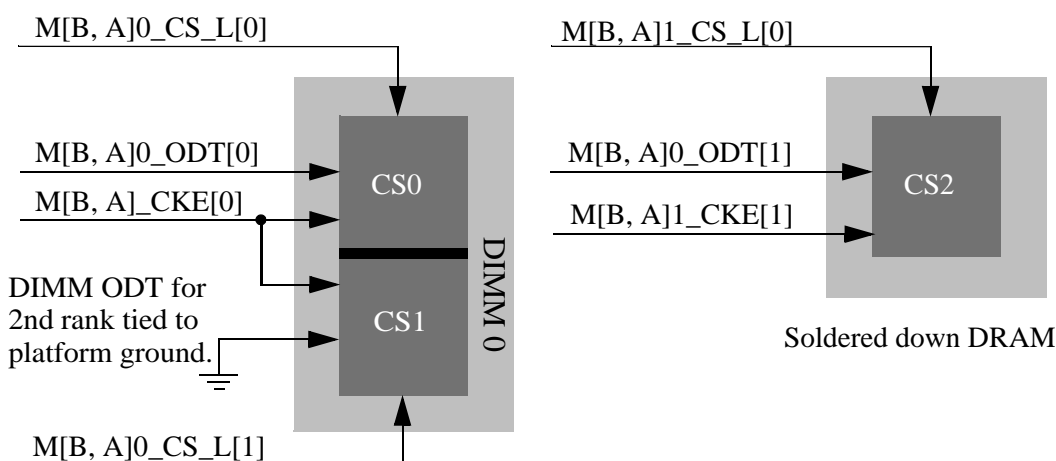 M[B, A]0_CS_L[0]
M[B, A]0_ODT[0]
M[B, A]_CKE[0]
CS0
DIMM ODT for
2nd rank tied to
platform ground.
CS1
DIMM 0
M[B, A]0_CS_L[1]
M[B, A]1_CS_L[0]
M[B, A]0_ODT[1]
M[B, A]1_CKE[1]
CS2
Soldered down DRAM